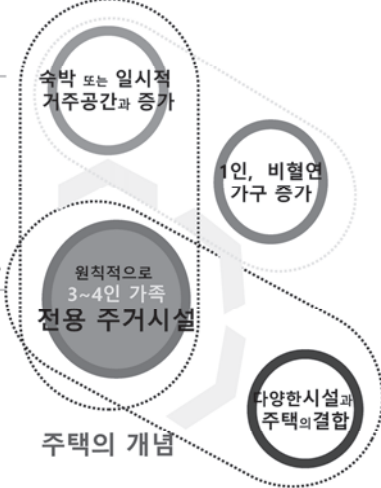 숙박 또는 일시적
거주공간과 증가
1인, 비혈연
가구 증가
원칙적으로
3~4인 가족
전용 주거시설
다양한시설과
주택의결합
주택의 개념